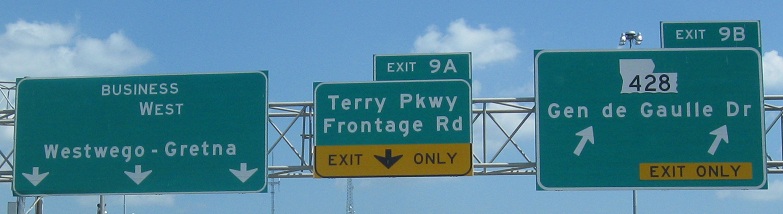 BUSINESS
WEST
Westwego - Gretna
EXIT 9A
Terry Pkwy
Frontage Rd
EXIT ONLY
EXIT 9B
428
Gen de Gaulle Dr
EXIT ONLY